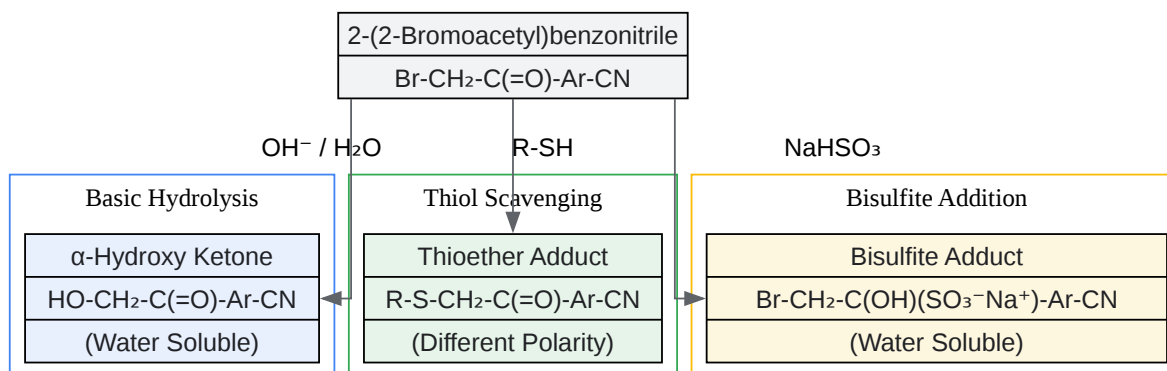 2-(2-Bromoacetyl)benzonitrile
Br-CH₂-C(=O)-Ar-CN
OH⁻ / H₂O
R-SH
NaHSO₃
Basic Hydrolysis
Thiol Scavenging
Bisulfite Addition
α-Hydroxy Ketone
Thioether Adduct
Bisulfite Adduct
HO-CH₂-C(=O)-Ar-CN
R-S-CH₂-C(=O)-Ar-CN
Br-CH₂-C(OH)(SO₃⁻Na⁺)-Ar-CN
(Water Soluble)
(Different Polarity)
(Water Soluble)